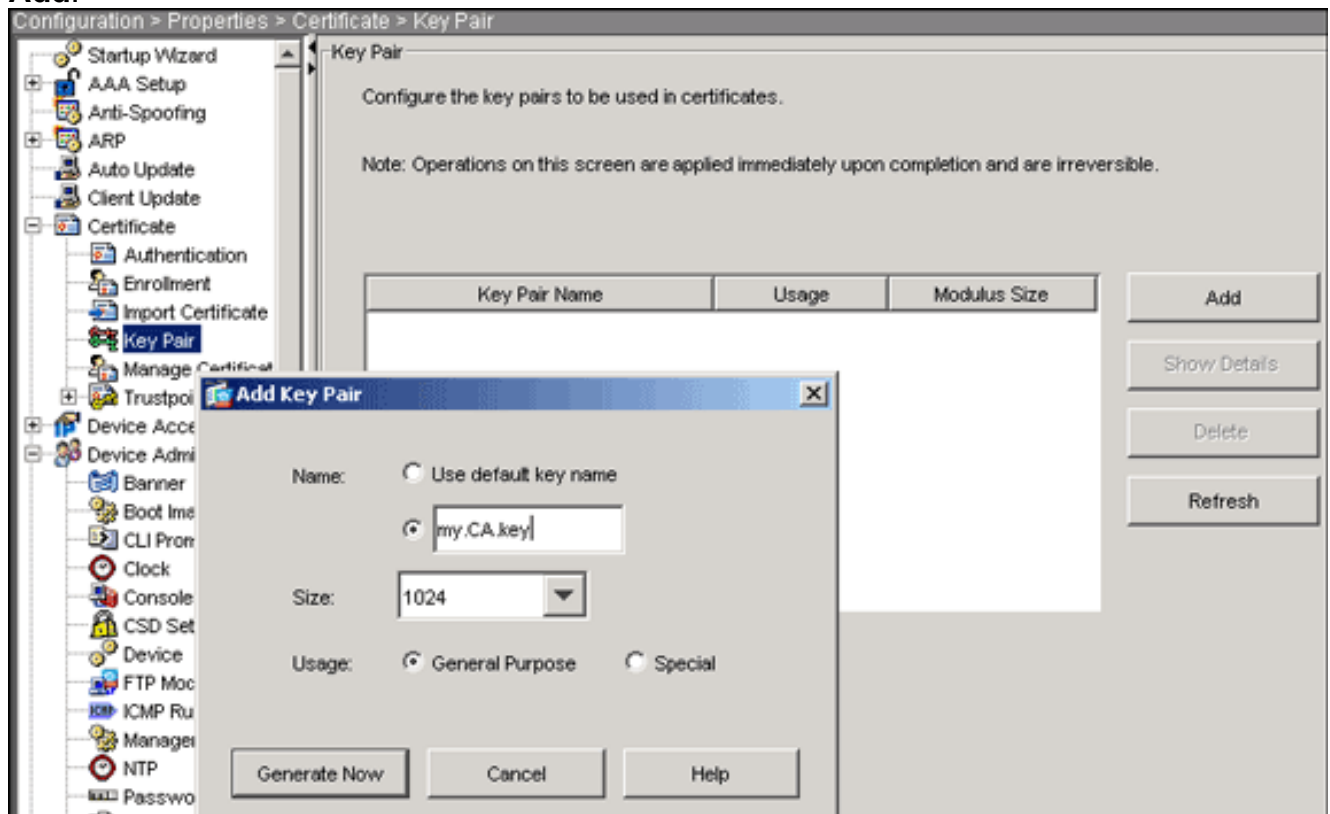 Add.
Configuration > Properties > Certificate > Key Pair
Startup Wizard
AAA Setup
Anti-Spoofing
ARP
Auto Update
Client Update
Certificate
Authentication
Enrollment
Import Certificate
Key Pair
Manage Certificat
Trustpoi
Device Acce
Device Admi
Banner
Boot Ima
CLI Prom
Clock
Console
CSD Set
Device
FTP Moc
ICMP Ru
Manager
NTP
Passwo
Key Pair
Configure the key pairs to be used in certificates.
Note: Operations on this screen are applied immediately upon completion and are irreversible.
Key Pair Name Usage Modulus Size
Add
Show Details
Delete
Refresh
Add Key Pair
Name: Use default key name
my.CA.key
Size: 1024
Usage: General Purpose Special
Generate Now Cancel Help